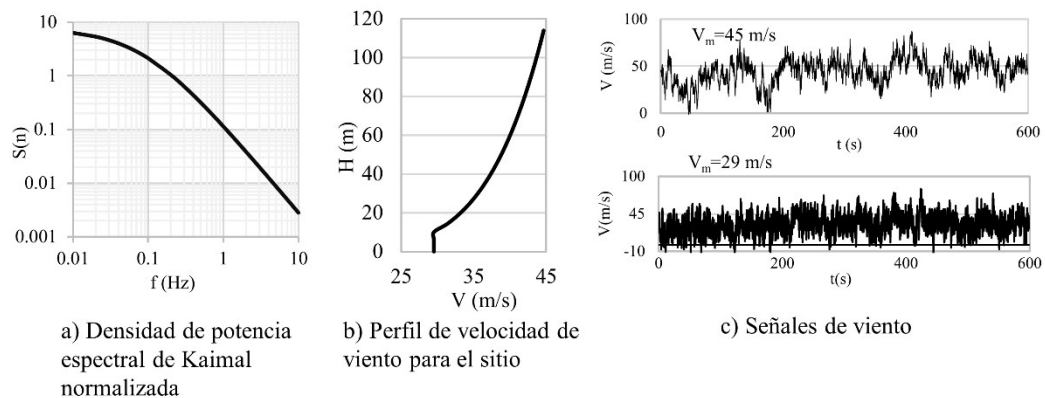 10
1
0.1
0.01
0.001
S(n)
0.01 0.1 1 10
f (Hz)
a) Densidad de potencia
espectral de Kaimal
normalizada
120
100
80
60
40
20
0
H (m)
25 35 45
V (m/s)
b) Perfil de velocidad de
viento para el sitio
Vm=45 m/s
100
50
0
V (m/s)
0 200 400 600
t (s)
Vm=29 m/s
100
45
-10
V(m/s)
0 200 400 600
t(s)
c) Señales de viento